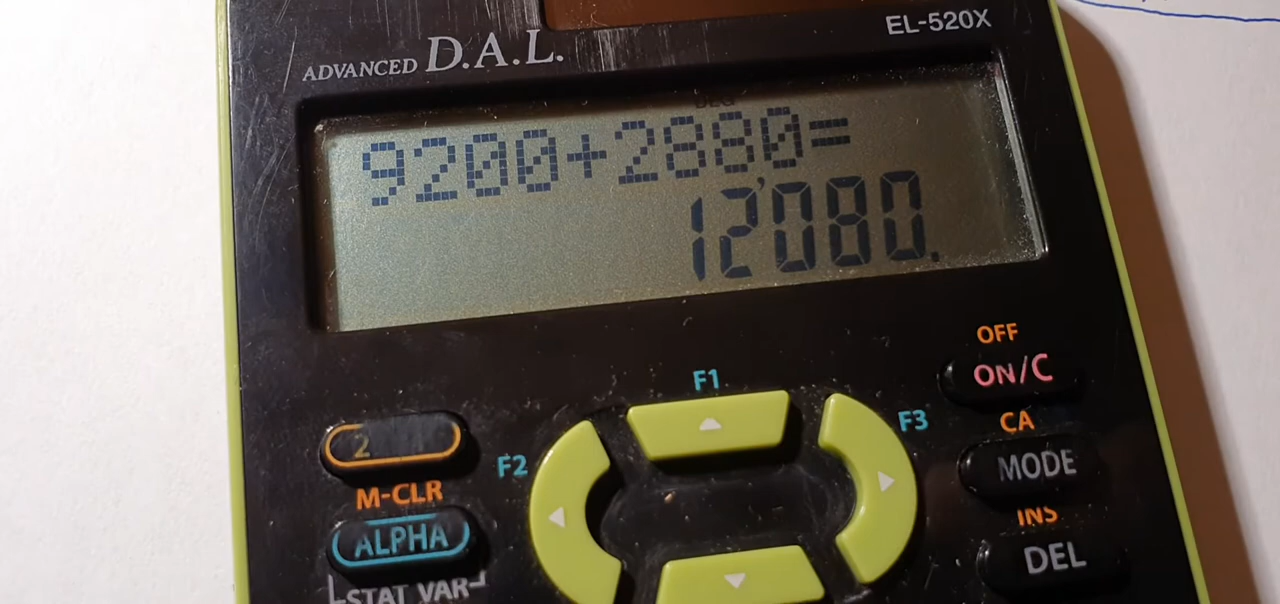 EL-520X
ADVANCED D.A.L.
DEG
9200+2880=
12'080.
OFF
ON/C
F1
F3
CA
2
F2
MODE
M-CLR
INS
ALPHA
DEL
STAT VAR